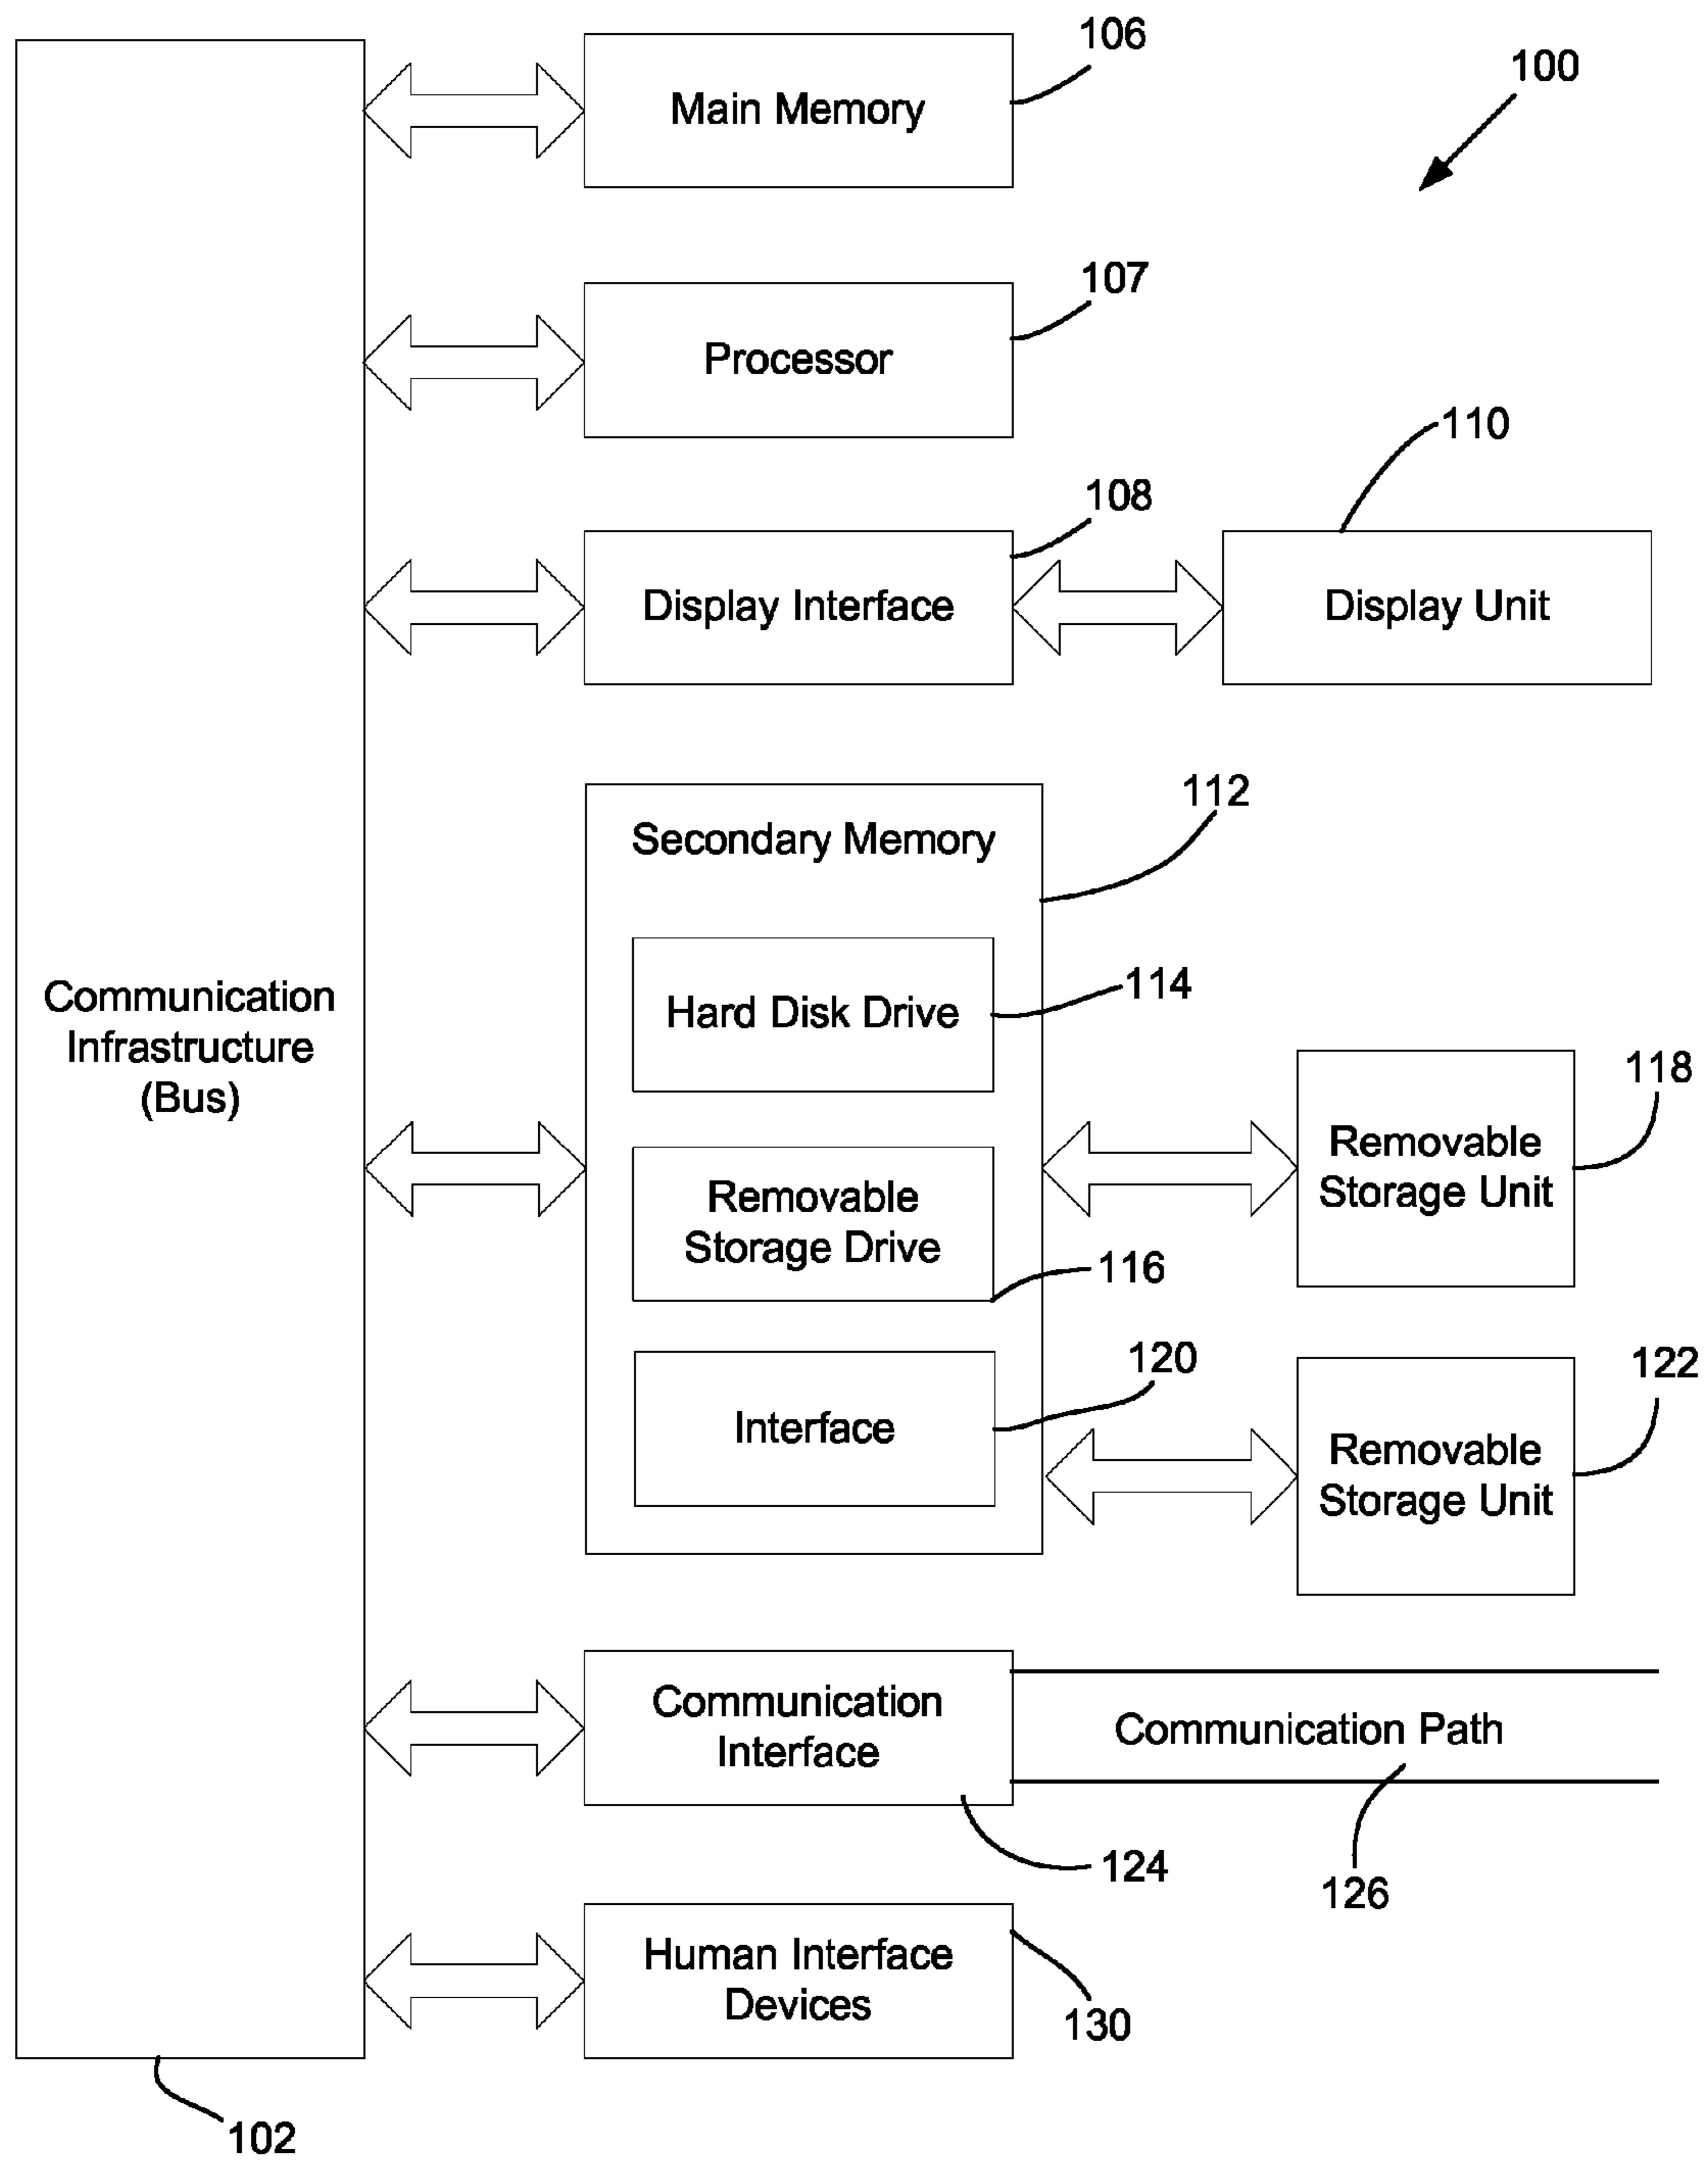 106
100
Main Memory
107
Processor
110
108
Display Interface
Display Unit
112
Secondary Memory
114
Hard Disk Drive
Communication
Infrastructure
(Bus)
118
Removable
Storage Unit
Removable
Storage Drive
116
120
122
Interface
Removable
Storage Unit
Communication
Interface
Communication Path
124
126
Human Interface
Devices
130
102